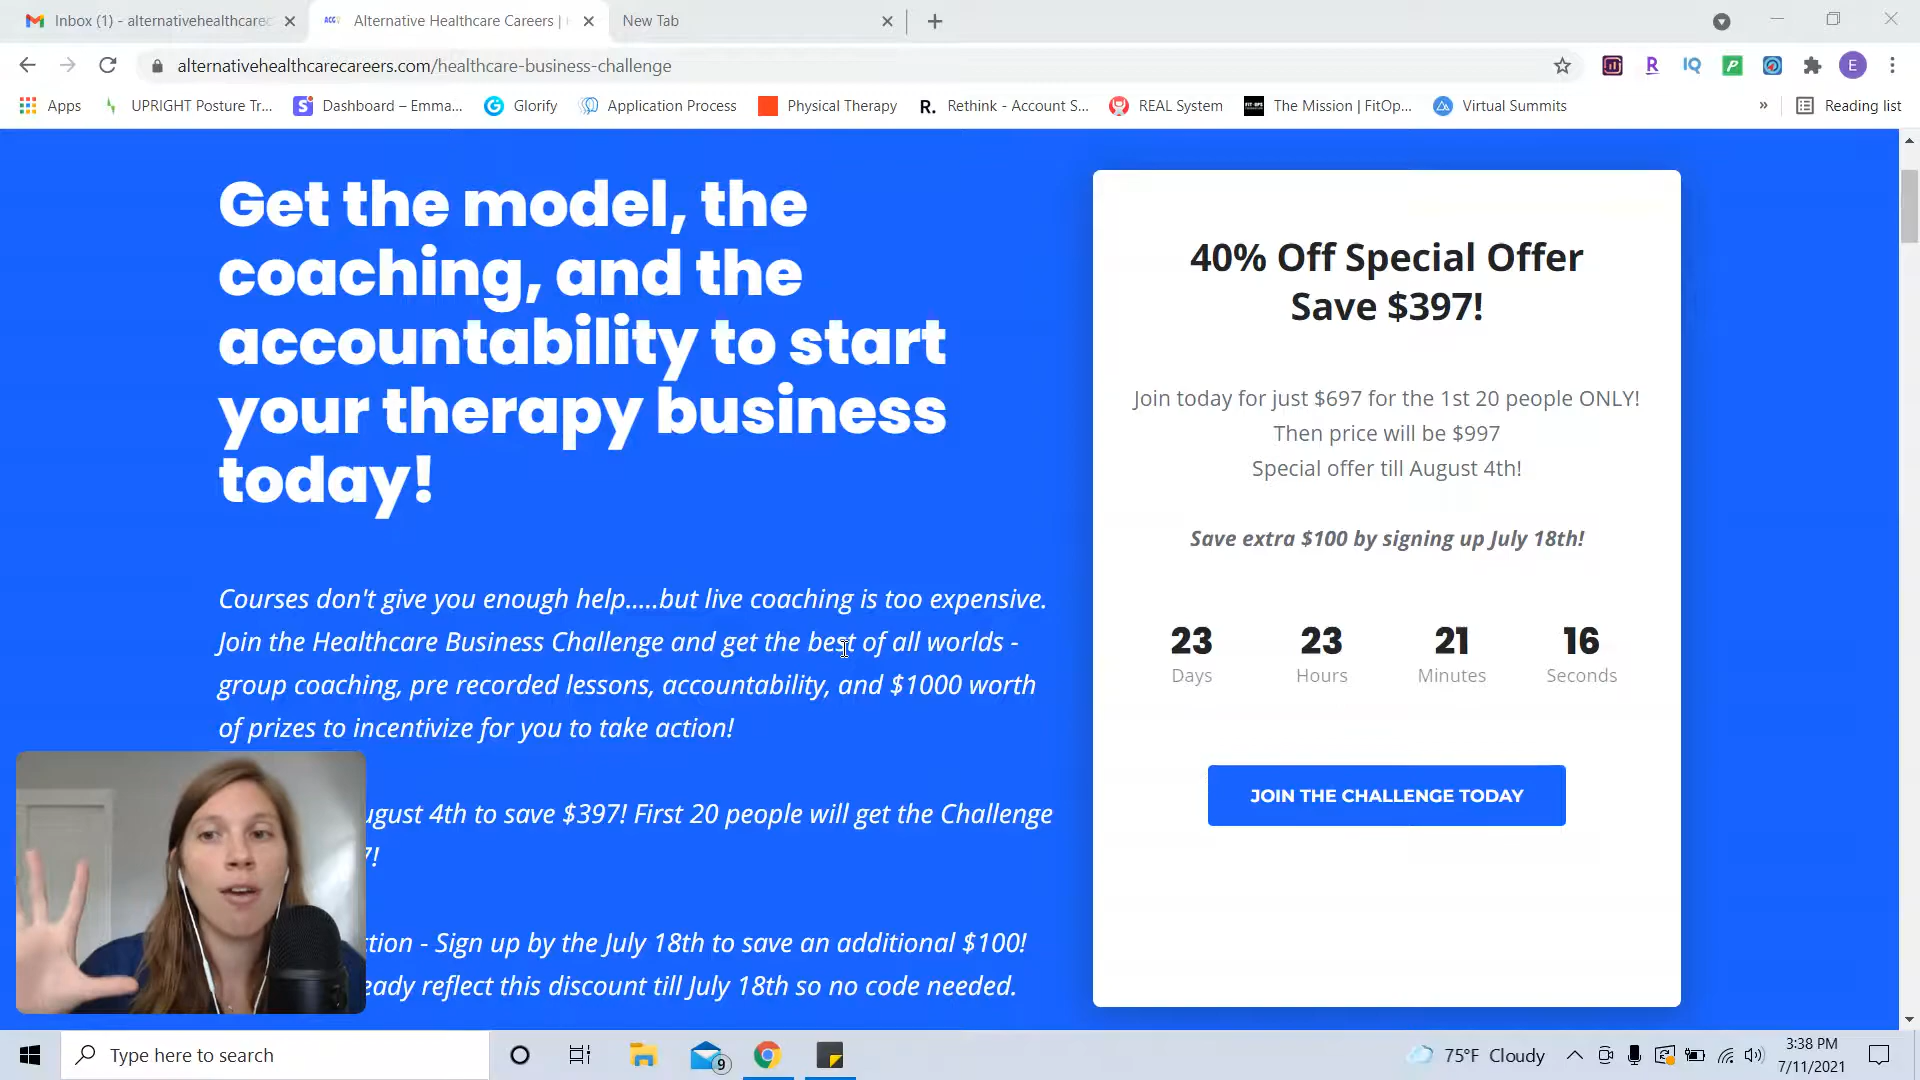 Inbox (1) - alternativehealthcare
Alternative Healthcare Careers |
New Tab
alternativehealthcarecareers.com/healthcare-business-challenge
E
Apps
UPRIGHT Posture Tr...
Dashboard – Emma...
Glorify
Application Process
Physical Therapy
R. Rethink - Account S...
REAL System
The Mission | FitOp...
Virtual Summits
»
Reading list
Get the model, the
coaching, and the
accountability to start
your therapy business
today!
Courses don't give you enough help.....but live coaching is too expensive.
Join the Healthcare Business Challenge and get the best of all worlds -
group coaching, pre recorded lessons, accountability, and $1000 worth
of prizes to incentivize for you to take action!
ugust 4th to save $397! First 20 people will get the Challenge
7!
ction - Sign up by the July 18th to save an additional $100!
eady reflect this discount till July 18th so no code needed.
40% Off Special Offer
Save $397!
Join today for just $697 for the 1st 20 people ONLY!
Then price will be $997
Special offer till August 4th!
Save extra $100 by signing up July 18th!
23 23 21 16
Days Hours Minutes Seconds
JOIN THE CHALLENGE TODAY
Type here to search
9
75°F Cloudy
3:38 PM
7/11/2021